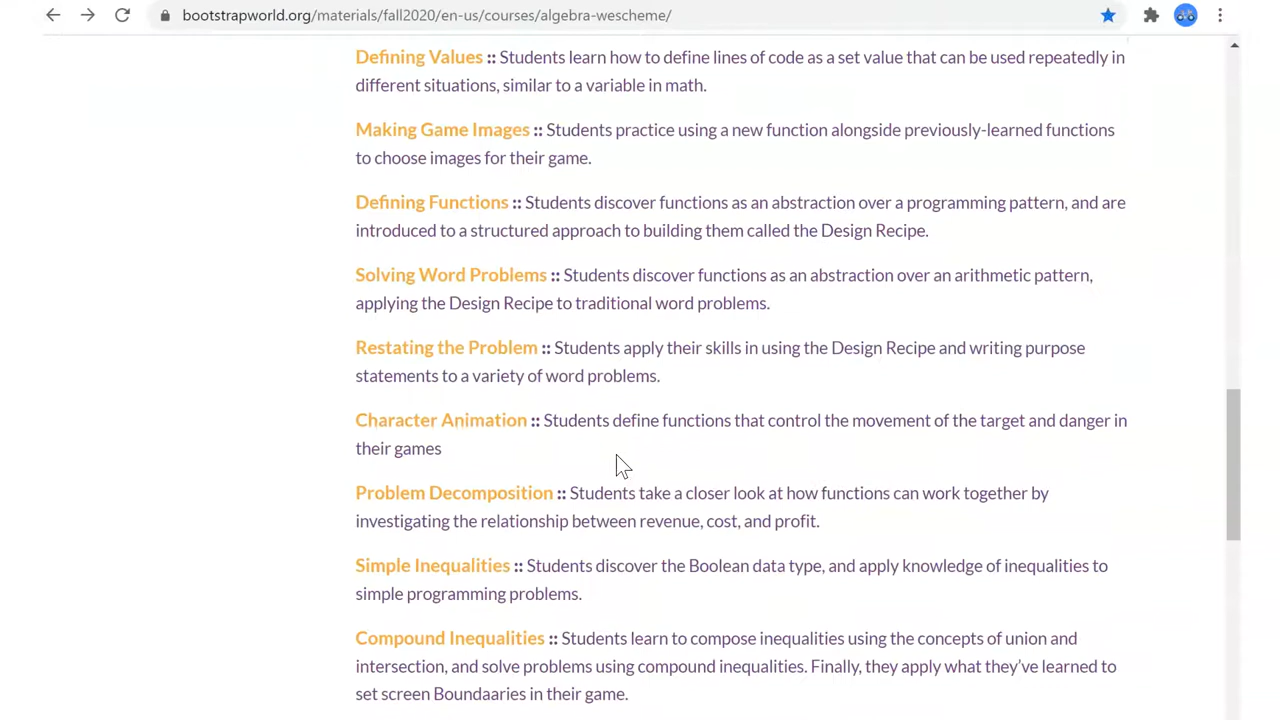 bootstrapworld.org/materials/fall2020/en-us/courses/algebra-wescheme/
Defining Values :: Students learn how to define lines of code as a set value that can be used repeatedly in
different situations, similar to a variable in math.
Making Game Images :: Students practice using a new function alongside previously-learned functions
to choose images for their game.
Defining Functions :: Students discover functions as an abstraction over a programming pattern, and are
introduced to a structured approach to building them called the Design Recipe.
Solving Word Problems :: Students discover functions as an abstraction over an arithmetic pattern,
applying the Design Recipe to traditional word problems.
Restating the Problem :: Students apply their skills in using the Design Recipe and writing purpose
statements to a variety of word problems.
Character Animation :: Students define functions that control the movement of the target and danger in
their games
Problem Decomposition :: Students take a closer look at how functions can work together by
investigating the relationship between revenue, cost, and profit.
Simple Inequalities :: Students discover the Boolean data type, and apply knowledge of inequalities to
simple programming problems.
Compound Inequalities :: Students learn to compose inequalities using the concepts of union and
intersection, and solve problems using compound inequalities. Finally, they apply what they've learned to
set screen Boundaaries in their game.